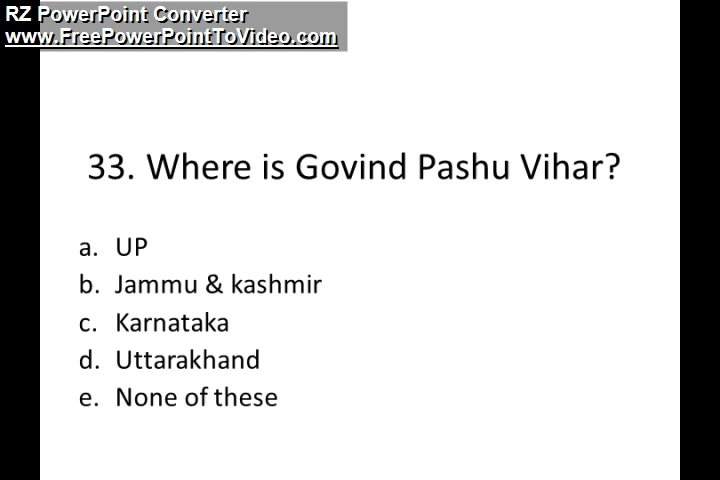 RZ PowerPoint Converter
www.FreePowerPointToVideo.com
33. Where is Govind Pashu Vihar?
a. UP
b. Jammu & kashmir
c. Karnataka
d. Uttarakhand
e. None of these